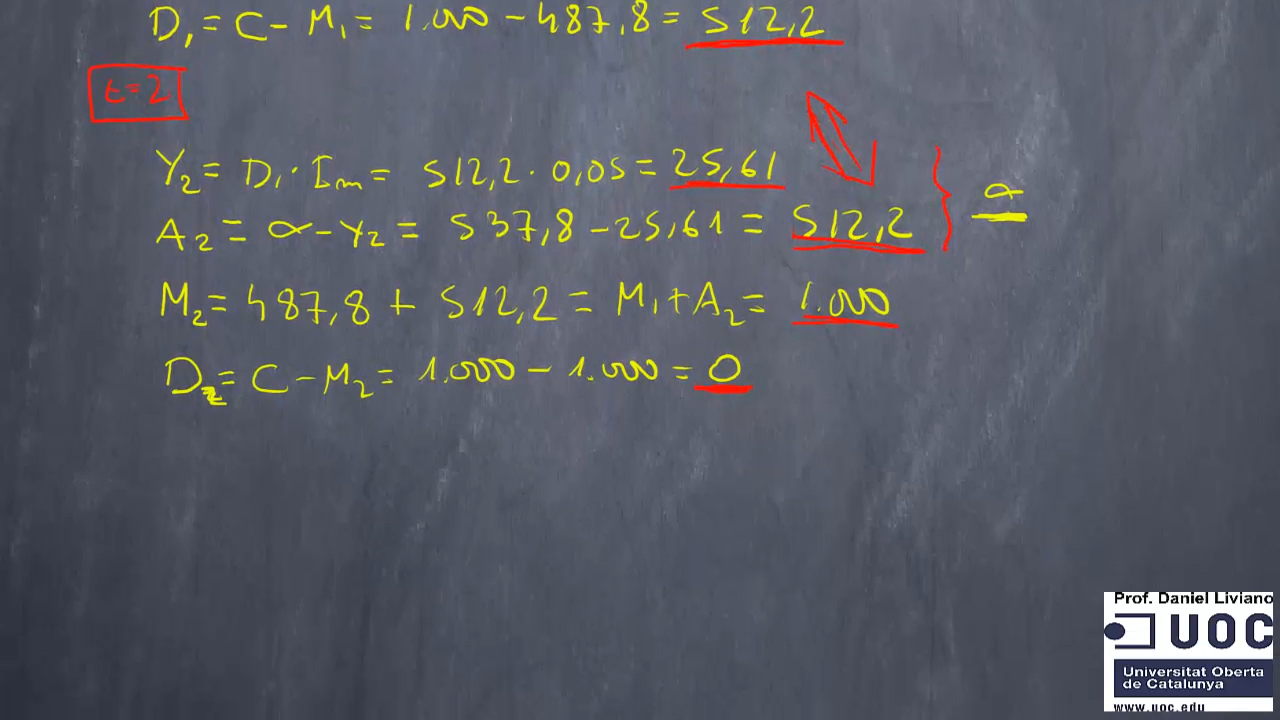 D₁ = C - M₁ = 1.000 - 487,8 = 512,2
t=2
Y₂ = D₁ · Im = 512,2 · 0,05 = 25,61
A₂ = α - Y₂ = 537,8 - 25,61 = 512,2
α
M₂ = 487,8 + 512,2 = M₁ + A₂ = 1.000
D₂ = C - M₂ = 1.000 - 1.000 = 0
Prof. Daniel Liviano
UOC
Universitat Oberta
de Catalunya
www.uoc.edu